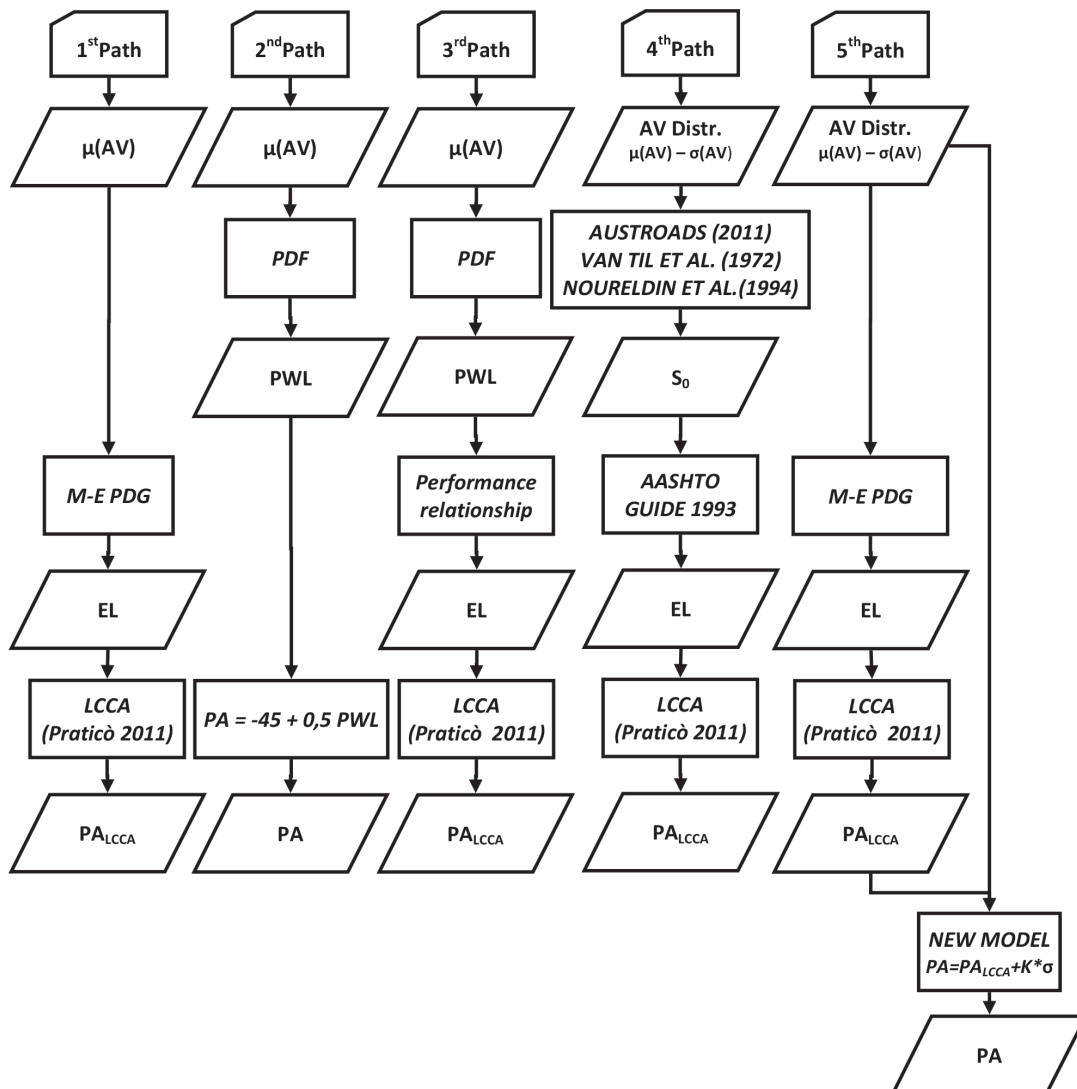 1stPath
μ(AV)
M-E PDG
EL
LCCA
(Praticò 2011)
PALCCA
2ndPath
μ(AV)
PDF
PWL
PA = -45 + 0,5 PWL
PA
3rdPath
μ(AV)
PDF
PWL
Performance
relationship
EL
LCCA
(Praticò 2011)
PALCCA
4thPath
AV Distr.
μ(AV) – σ(AV)
AUSTROADS (2011)
VAN TIL ET AL. (1972)
NOURELDIN ET AL.(1994)
S0
AASHTO
GUIDE 1993
EL
LCCA
(Praticò 2011)
PALCCA
5thPath
AV Distr.
μ(AV) – σ(AV)
M-E PDG
EL
LCCA
(Praticò 2011)
PALCCA
NEW MODEL
PA=PALCCA+K*σ
PA